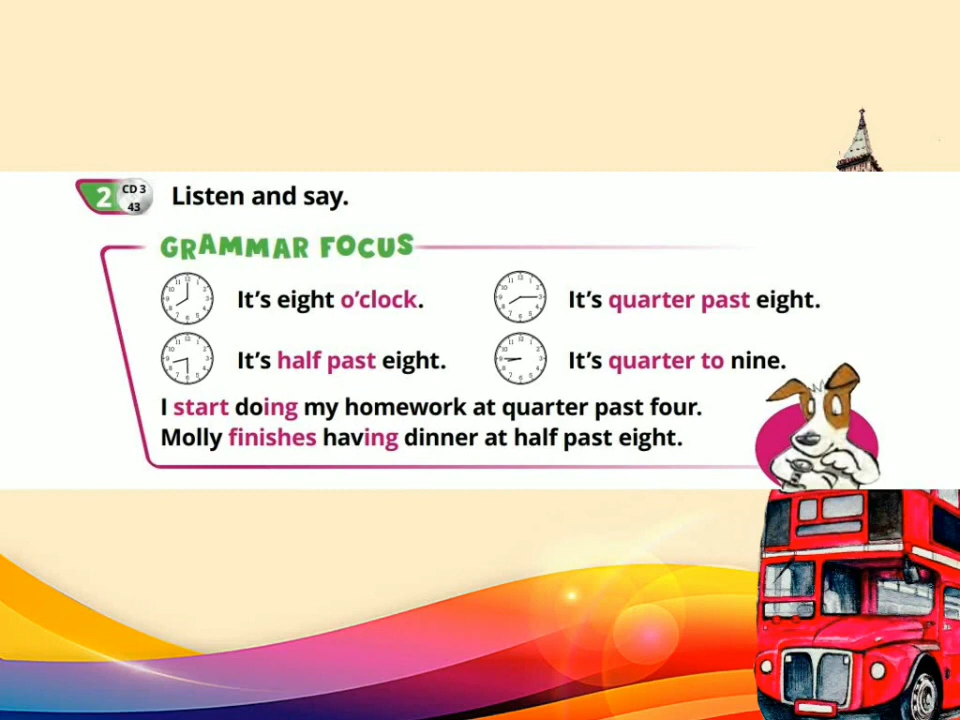 2 CD 3 43 Listen and say.
GRAMMAR FOCUS
It's eight o'clock.
It's quarter past eight.
It's half past eight.
It's quarter to nine.
I start doing my homework at quarter past four.
Molly finishes having dinner at half past eight.